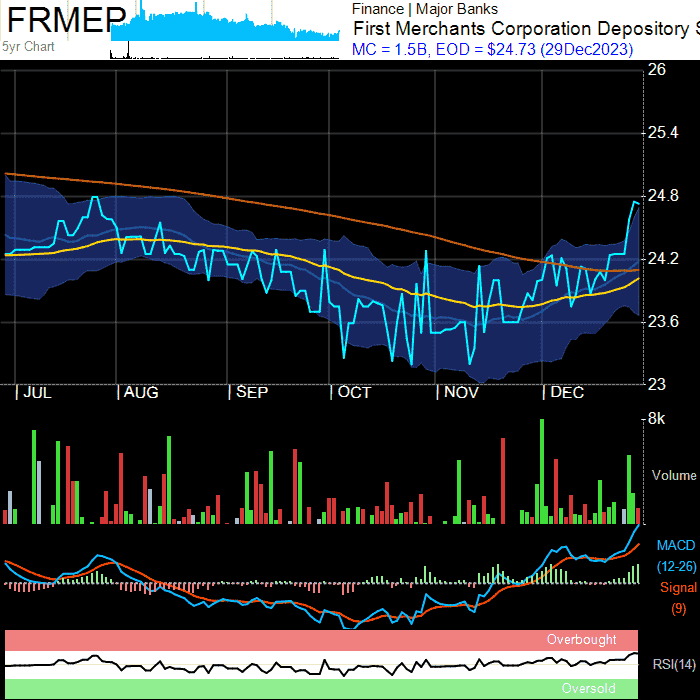 FRMEP
5yr Chart
Finance | Major Banks
First Merchants Corporation Depository S
MC = 1.5B, EOD = $24.73 (29Dec2023)
26
25.4
24.8
24.2
23.6
23
| JUL | AUG | SEP | OCT | NOV | DEC
8k
Volume
MACD
(12-26)
Signal
(9)
Overbought
RSI(14)
Oversold